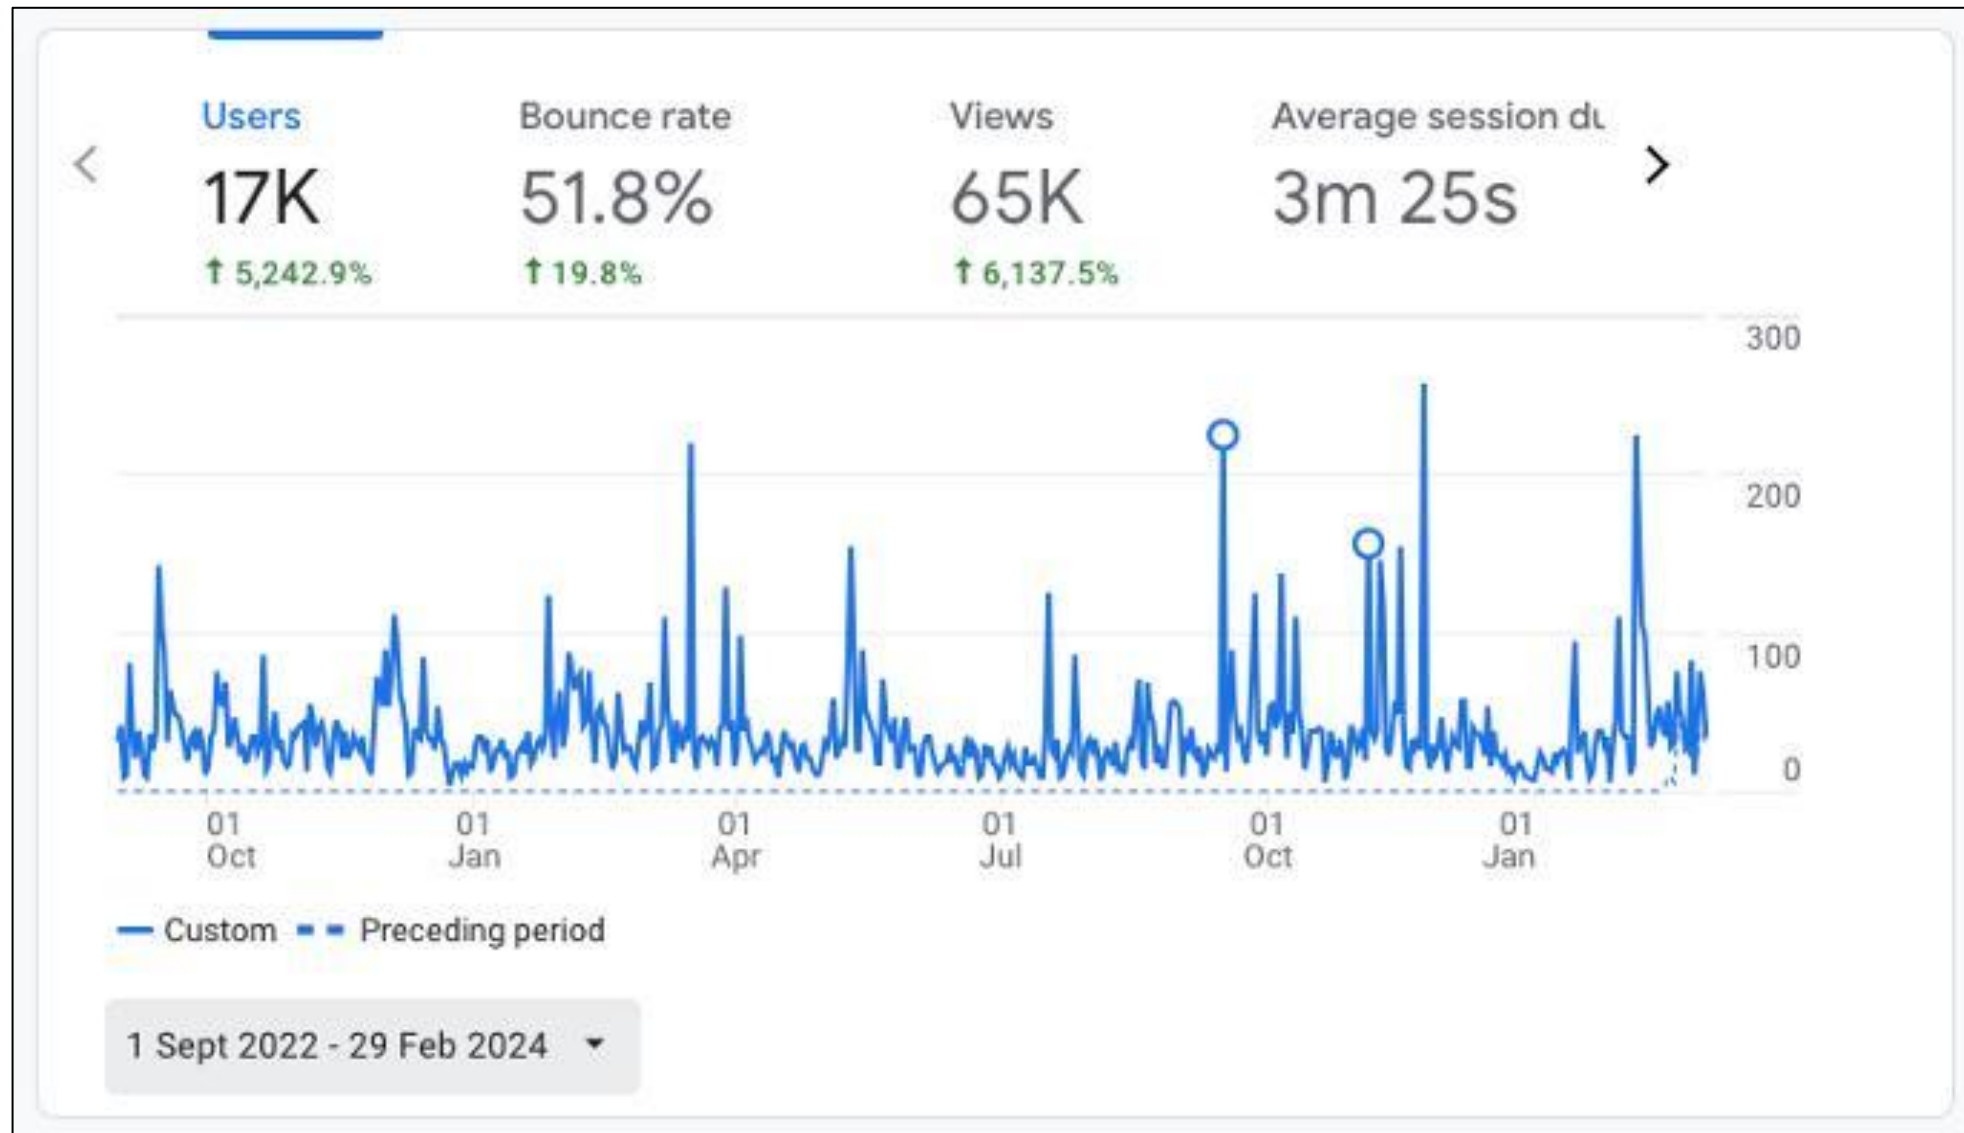 Users Bounce rate Views Average session du
17K 51.8% 65K 3m 25s
↑ 5,242.9% ↑ 19.8% ↑ 6,137.5%
300
200
100
0
01 01 01 01 01 01
Oct Jan Apr Jul Oct Jan
Custom Preceding period
1 Sept 2022 - 29 Feb 2024